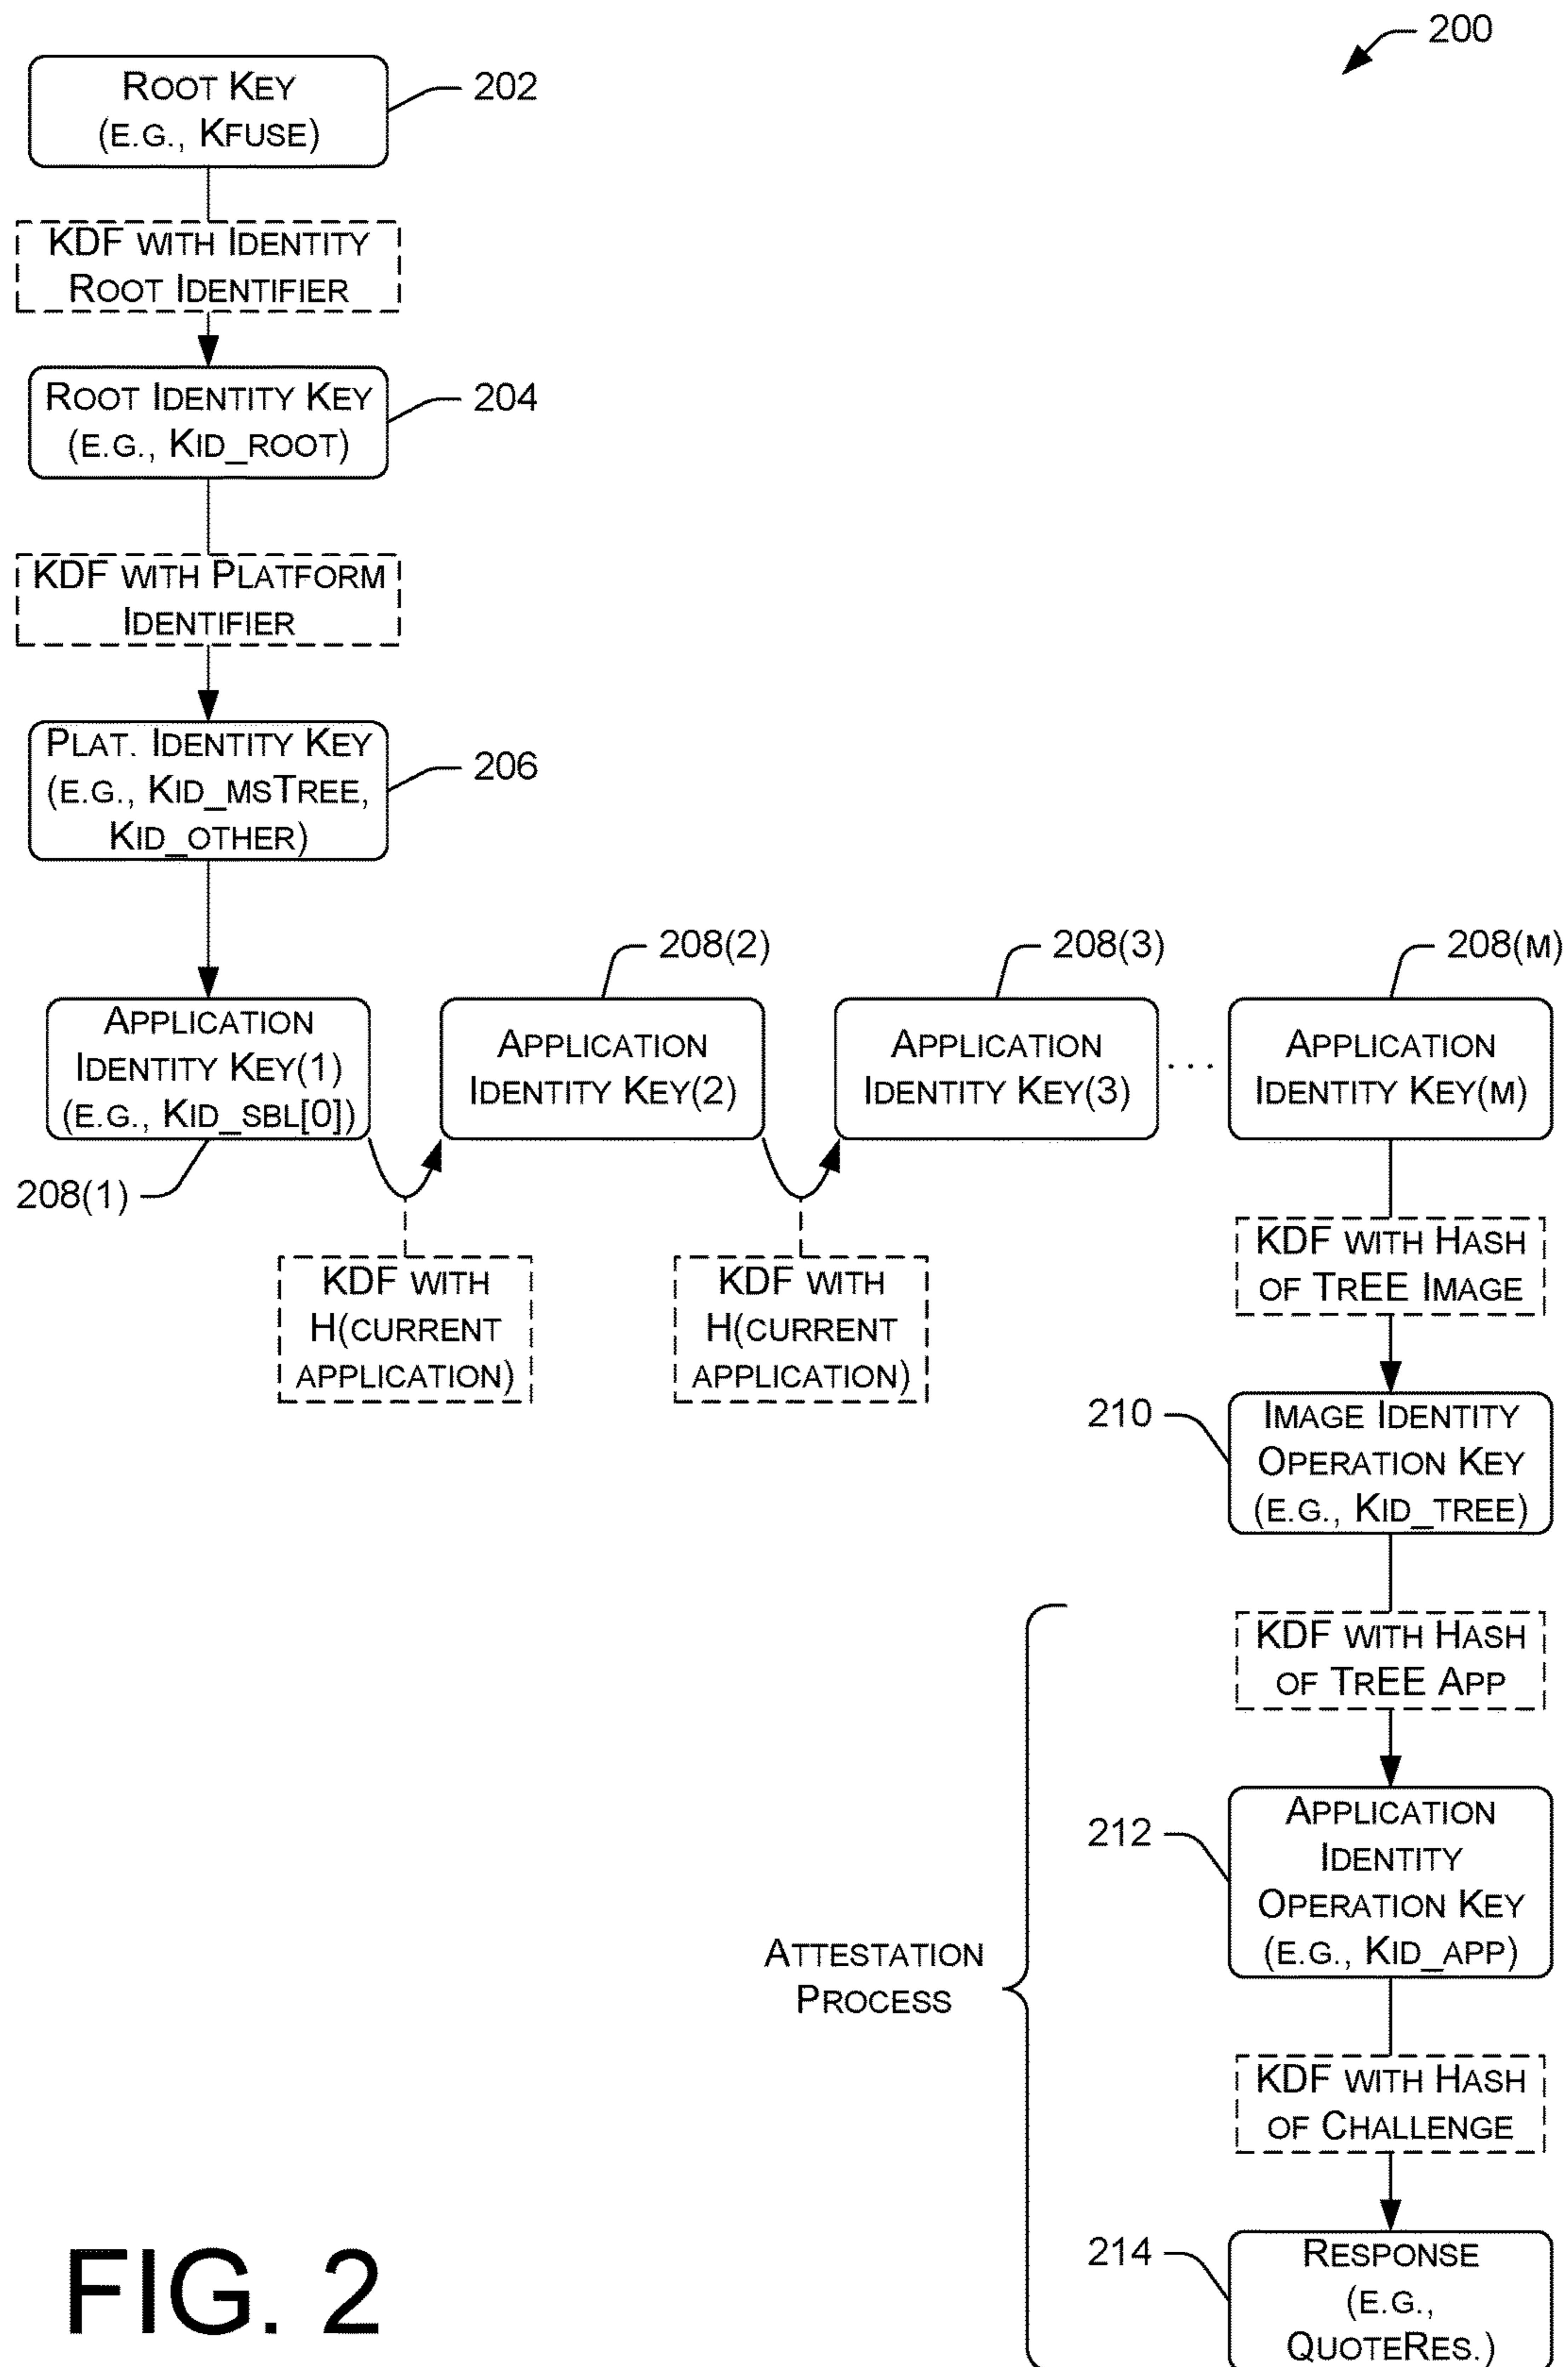 200
ROOT KEY
(E.G., KFUSE)
202
KDF WITH IDENTITY
ROOT IDENTIFIER
ROOT IDENTITY KEY
(E.G., KID_ROOT)
204
KDF WITH PLATFORM
IDENTIFIER
PLAT. IDENTITY KEY
(E.G., KID_MSTREE,
KID_OTHER)
206
APPLICATION
IDENTITY KEY(1)
(E.G., KID_SBL[0])
208(1)
208(2)
APPLICATION
IDENTITY KEY(2)
208(3)
APPLICATION
IDENTITY KEY(3)
. . .
208(M)
APPLICATION
IDENTITY KEY(M)
KDF WITH
H(CURRENT
APPLICATION)
KDF WITH
H(CURRENT
APPLICATION)
KDF WITH HASH
OF TREE IMAGE
210
IMAGE IDENTITY
OPERATION KEY
(E.G., KID_TREE)
KDF WITH HASH
OF TREE APP
212
APPLICATION
IDENTITY
OPERATION KEY
(E.G., KID_APP)
ATTESTATION
PROCESS
KDF WITH HASH
OF CHALLENGE
214
RESPONSE
(E.G.,
QUOTERES.)
FIG. 2